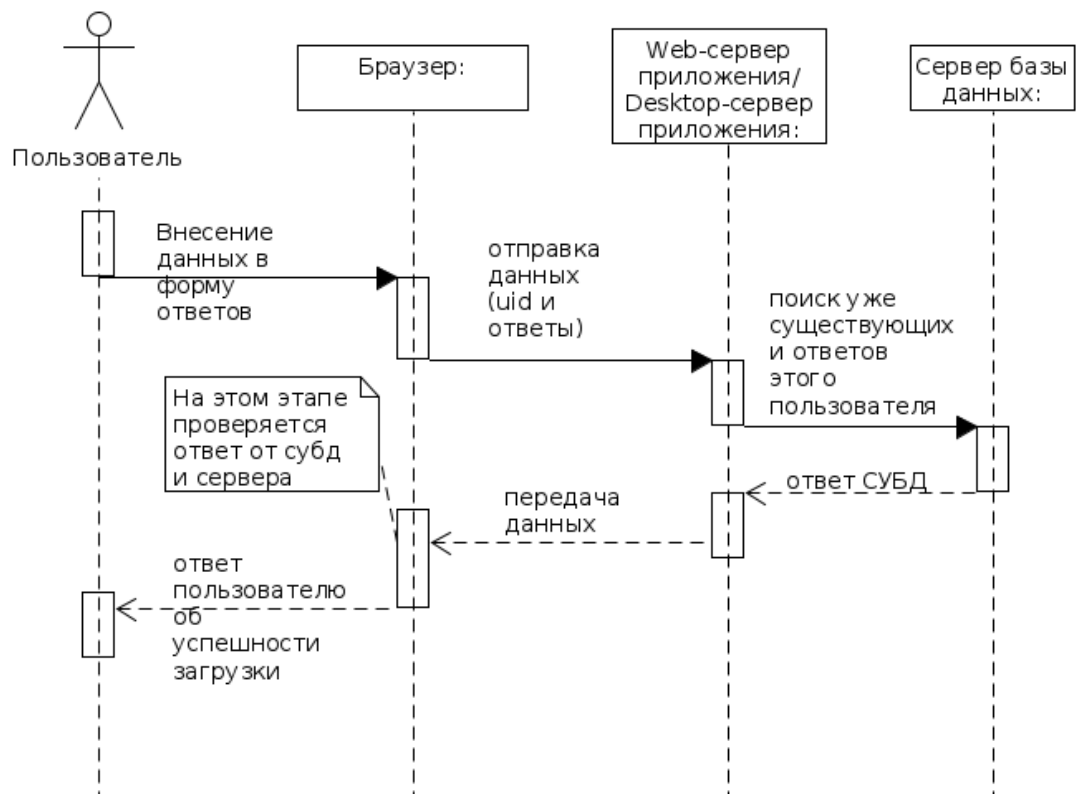 Пользователь
Браузер:
Web-сервер
приложения/
Desktop-сервер
приложения:
Сервер базы
данных:
Внесение
данных в
форму
ответов
отправка
данных
(uid и
ответы)
поиск уже
существующих
и ответов
этого
пользователя
На этом этапе
проверяется
ответ от субд
и сервера
ответ СУБД
передача
данных
ответ
пользователю
об
успешности
загрузки